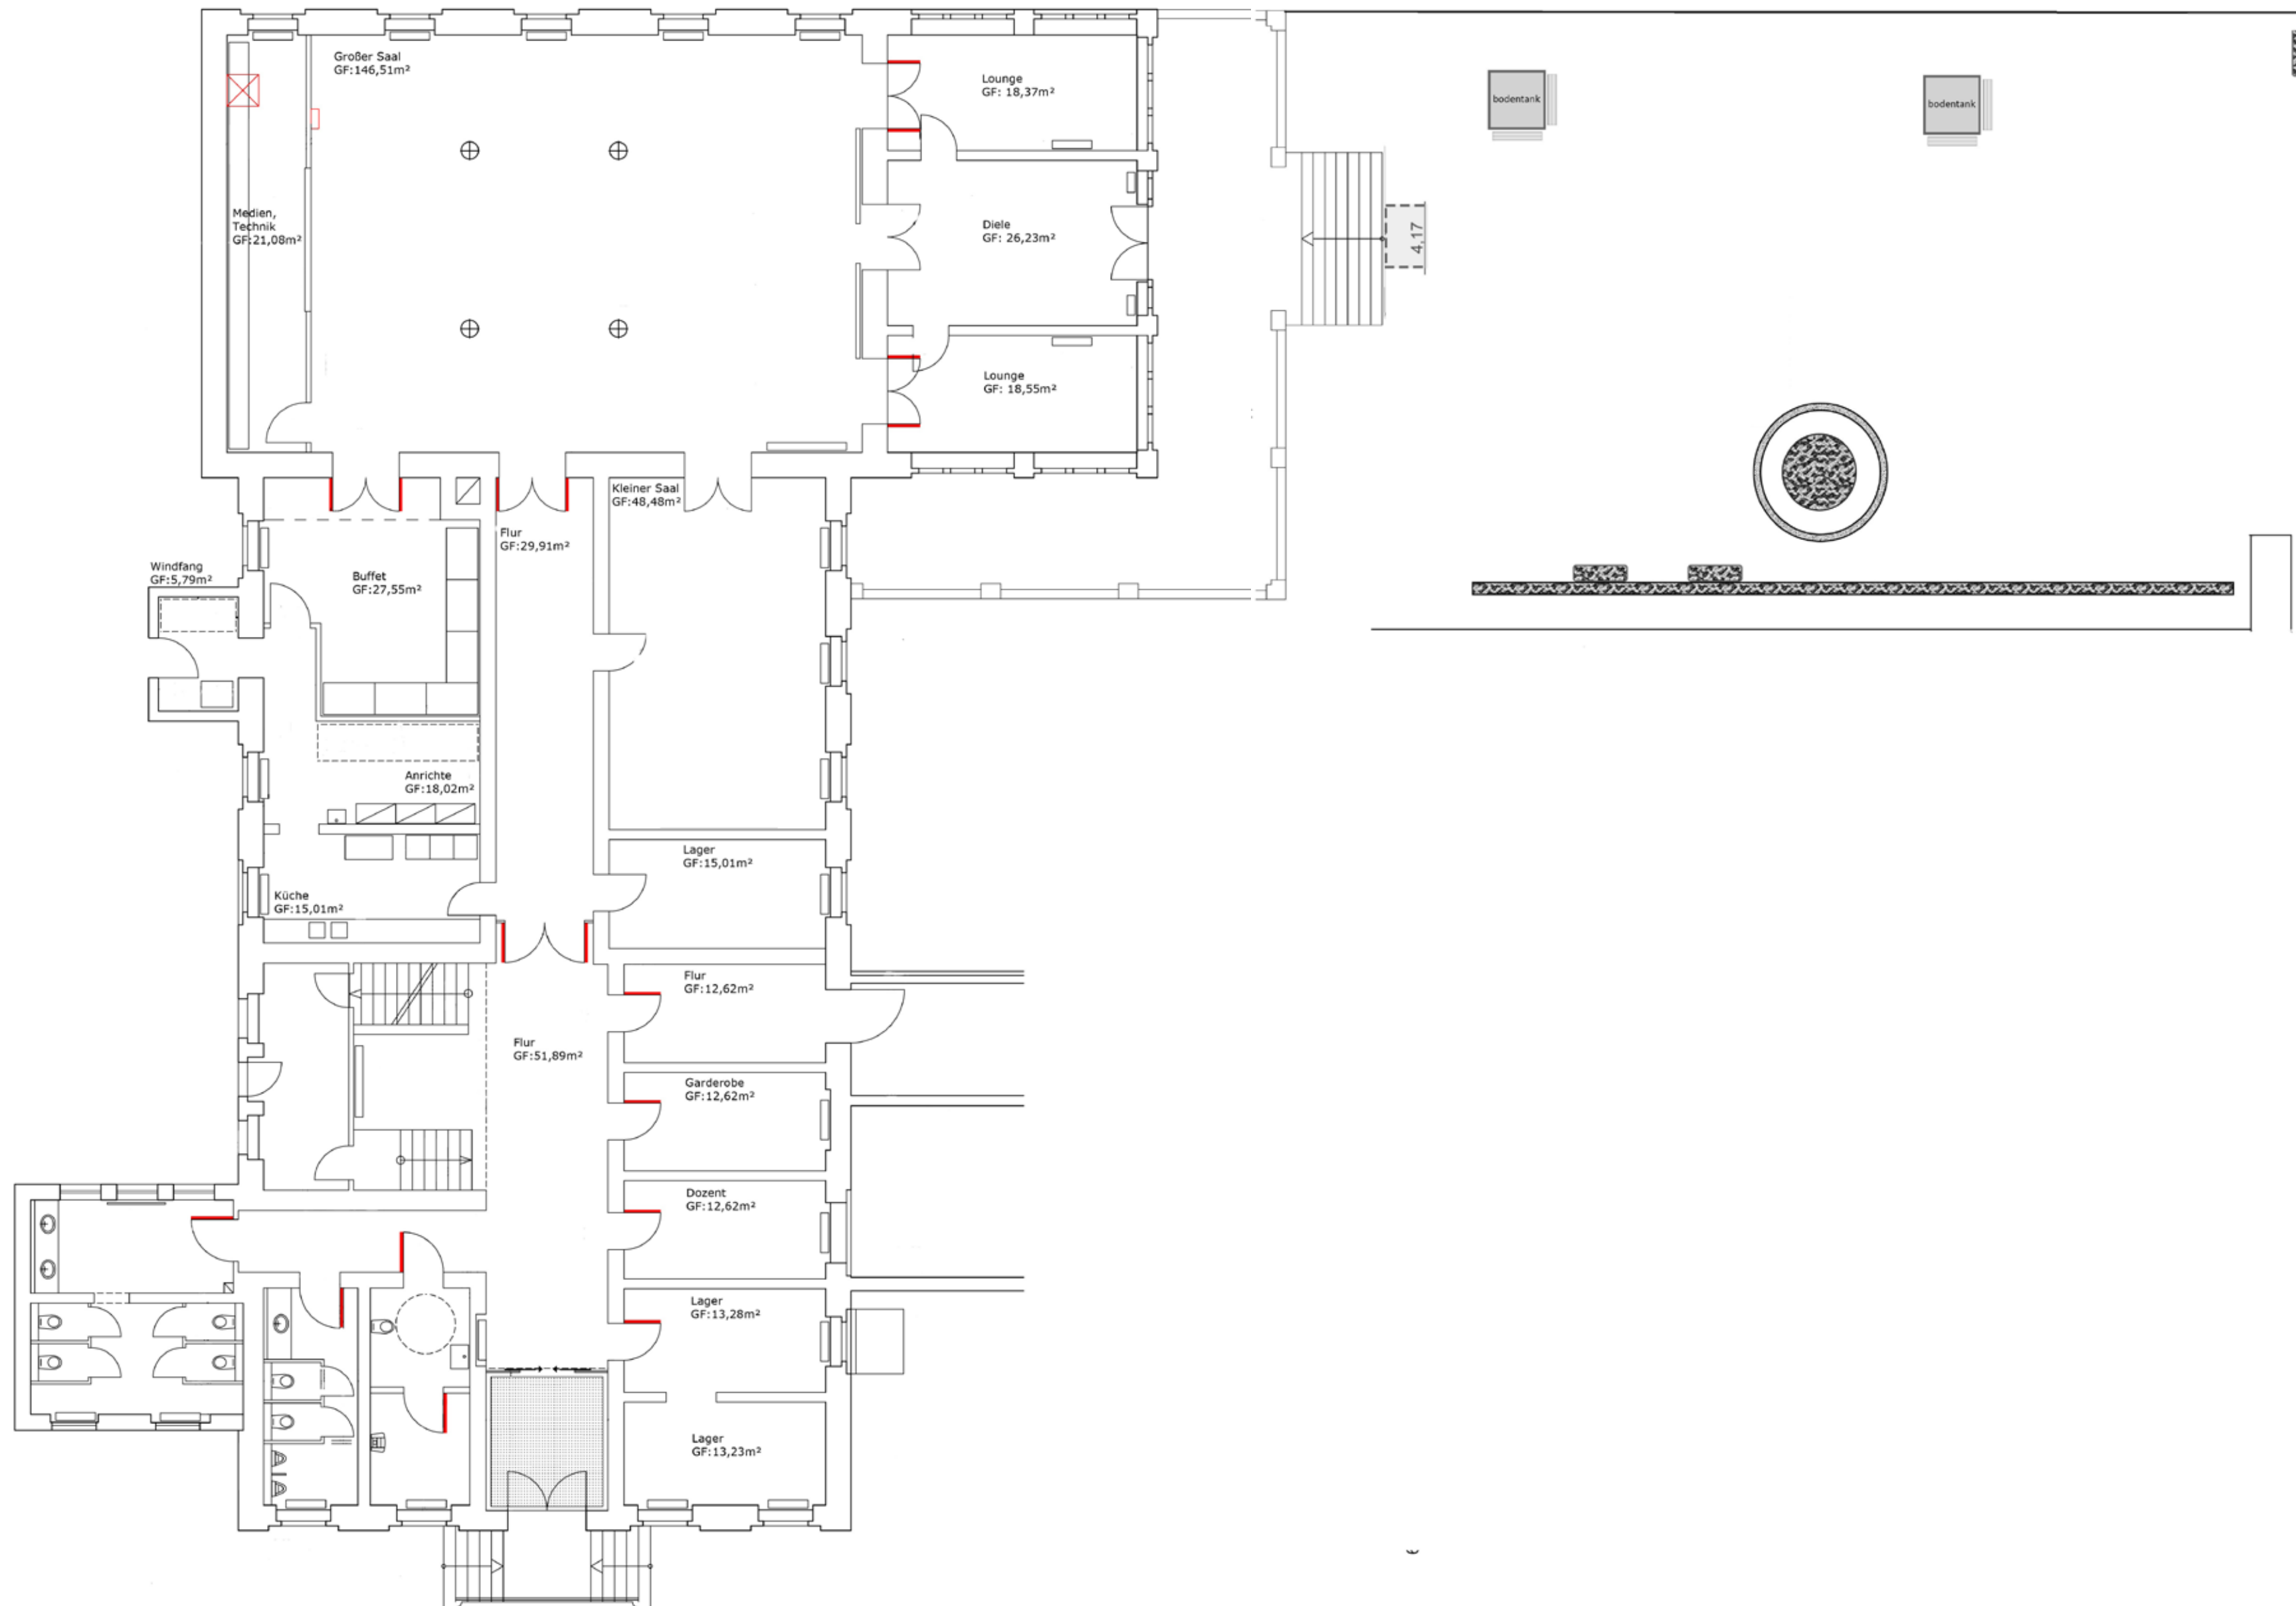 Großer Saal
GF:146,51m²
Lounge
GF: 18,37m²
bodentank
bodentank
Medien,
Technik
GF:21,08m²
Diele
GF: 26,23m²
4,17
Lounge
GF: 18,55m²
Kleiner Saal
GF:48,48m²
Flur
GF:29,91m²
Windfang
GF:5,79m²
Buffet
GF:27,55m²
Anrichte
GF:18,02m²
Lager
GF:15,01m²
Küche
GF:15,01m²
Flur
GF:12,62m²
Flur
GF:51,89m²
Garderobe
GF:12,62m²
Dozent
GF:12,62m²
Lager
GF:13,28m²
Lager
GF:13,23m²